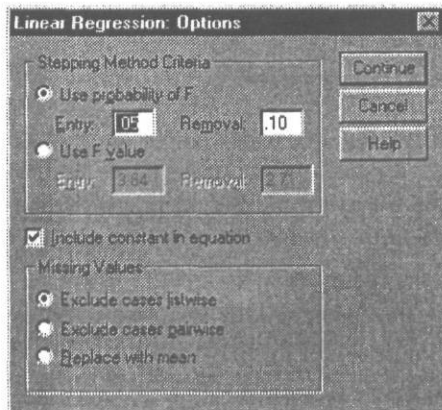 Linear Regression: Options
Stepping Method Criteria
Use probability of F
Entry: .05 Removal: .10
Use F value
Entry: 3.84 Removal: 2.71
Include constant in equation
Missing Values
Exclude cases listwise
Exclude cases pairwise
Replace with mean
Continue
Cancel
Help